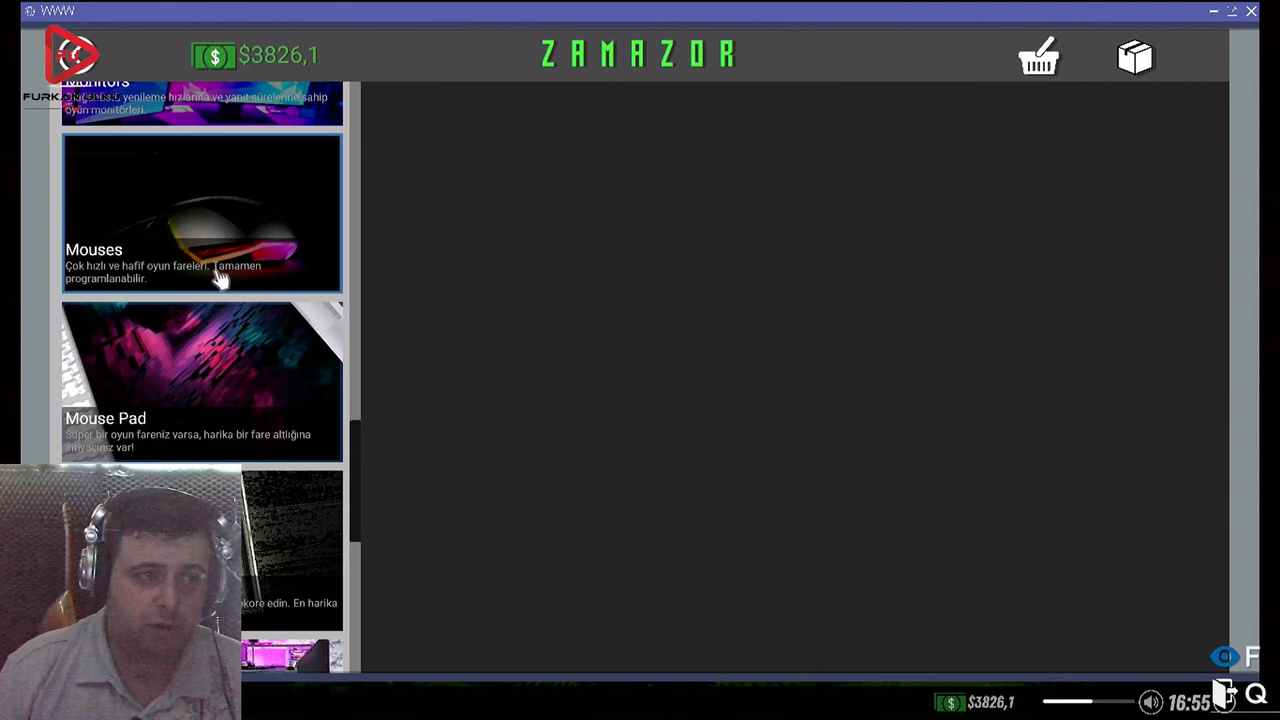 WWW
$3826,1
ZAMAZOR
Monitors
yenileme hızlarına ve yanıt sürelerine sahip
oyun monitörleri.
Mouses
Çok hızlı ve hafif oyun fareleri. Tamamen
programlanabilir.
Mouse Pad
Süper bir oyun fareniz varsa, harika bir fare altlığına
ihtiyacınız var!
ekore edin. En harika
F
$3826,1
16:55
Q